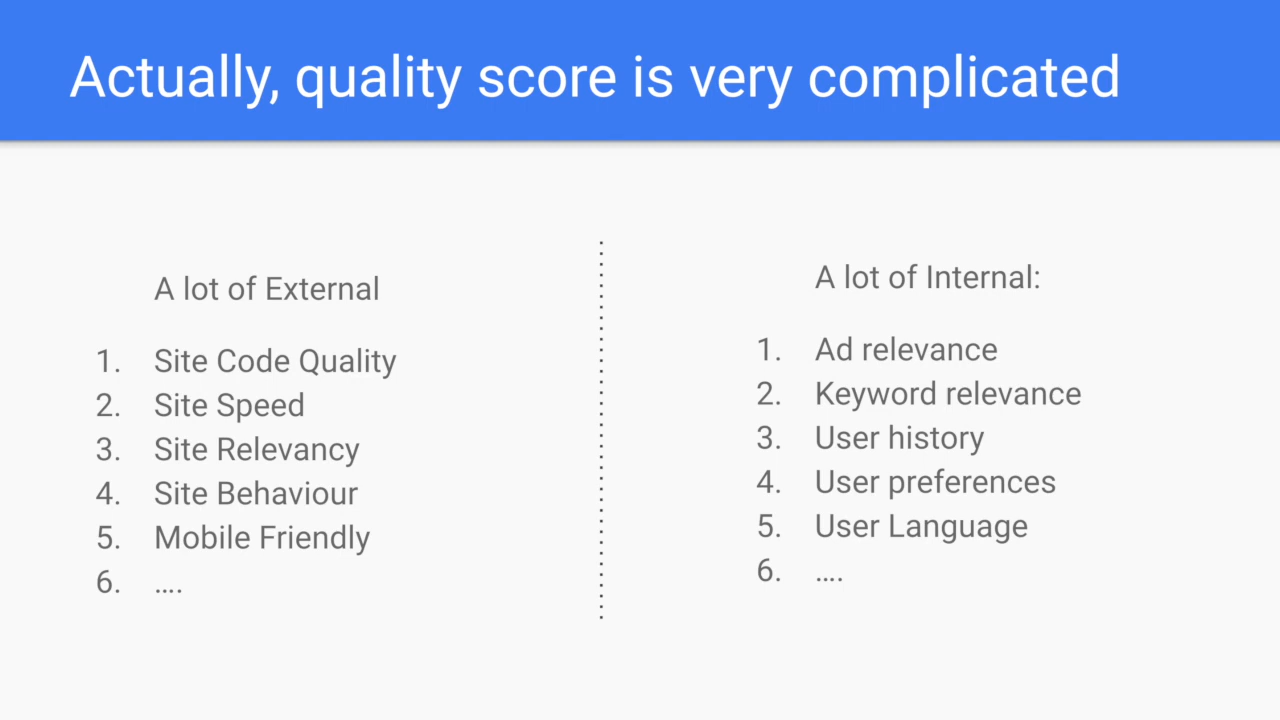 Actually, quality score is very complicated
A lot of External
1. Site Code Quality
2. Site Speed
3. Site Relevancy
4. Site Behaviour
5. Mobile Friendly
6. ....
A lot of Internal:
1. Ad relevance
2. Keyword relevance
3. User history
4. User preferences
5. User Language
6. ....